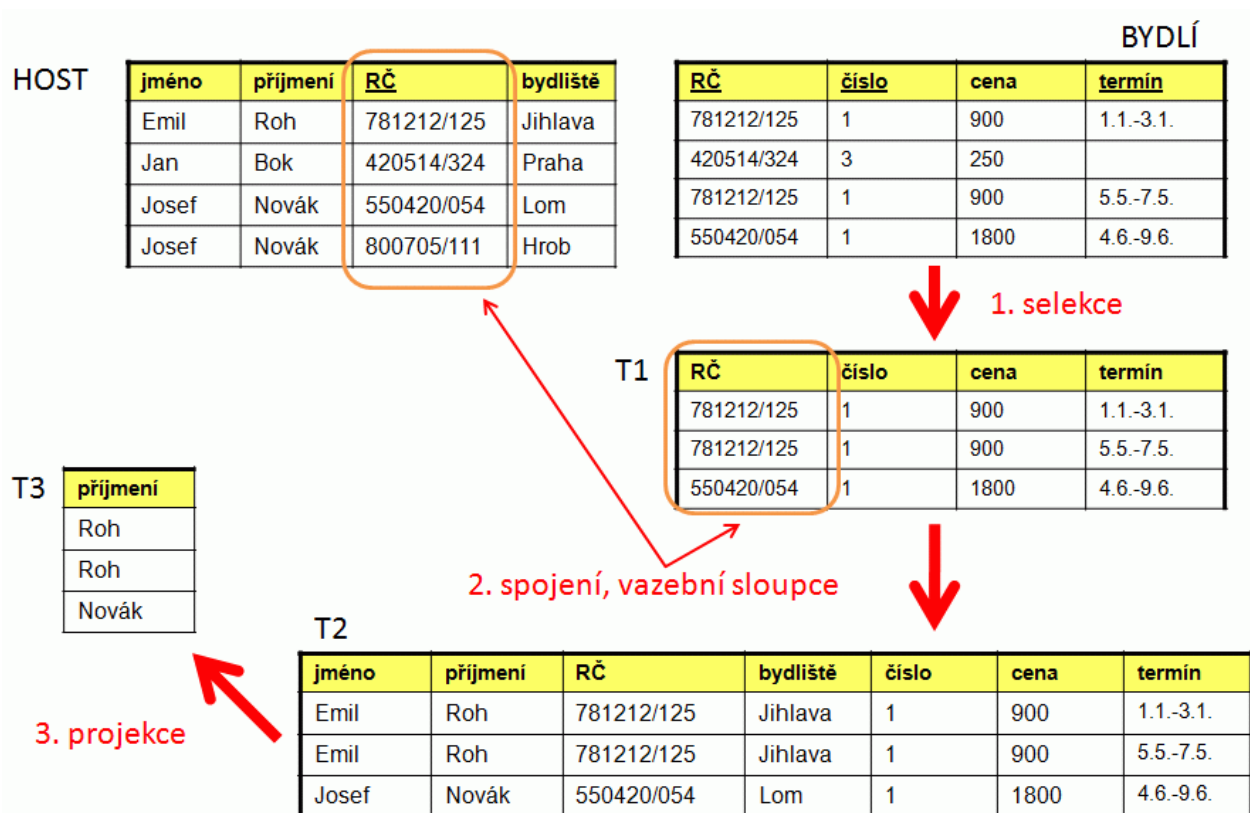 BYDLÍ
HOST
jméno příjmení RČ bydliště
Emil Roh 781212/125 Jihlava
Jan Bok 420514/324 Praha
Josef Novák 550420/054 Lom
Josef Novák 800705/111 Hrob
RČ číslo cena termín
781212/125 1 900 1.1.-3.1.
420514/324 3 250
781212/125 1 900 5.5.-7.5.
550420/054 1 1800 4.6.-9.6.
1. selekce
T1
RČ číslo cena termín
781212/125 1 900 1.1.-3.1.
781212/125 1 900 5.5.-7.5.
550420/054 1 1800 4.6.-9.6.
T3
příjmení
Roh
Roh
Novák
2. spojení, vazební sloupce
T2
jméno příjmení RČ bydliště číslo cena termín
Emil Roh 781212/125 Jihlava 1 900 1.1.-3.1.
Emil Roh 781212/125 Jihlava 1 900 5.5.-7.5.
Josef Novák 550420/054 Lom 1 1800 4.6.-9.6.
3. projekce